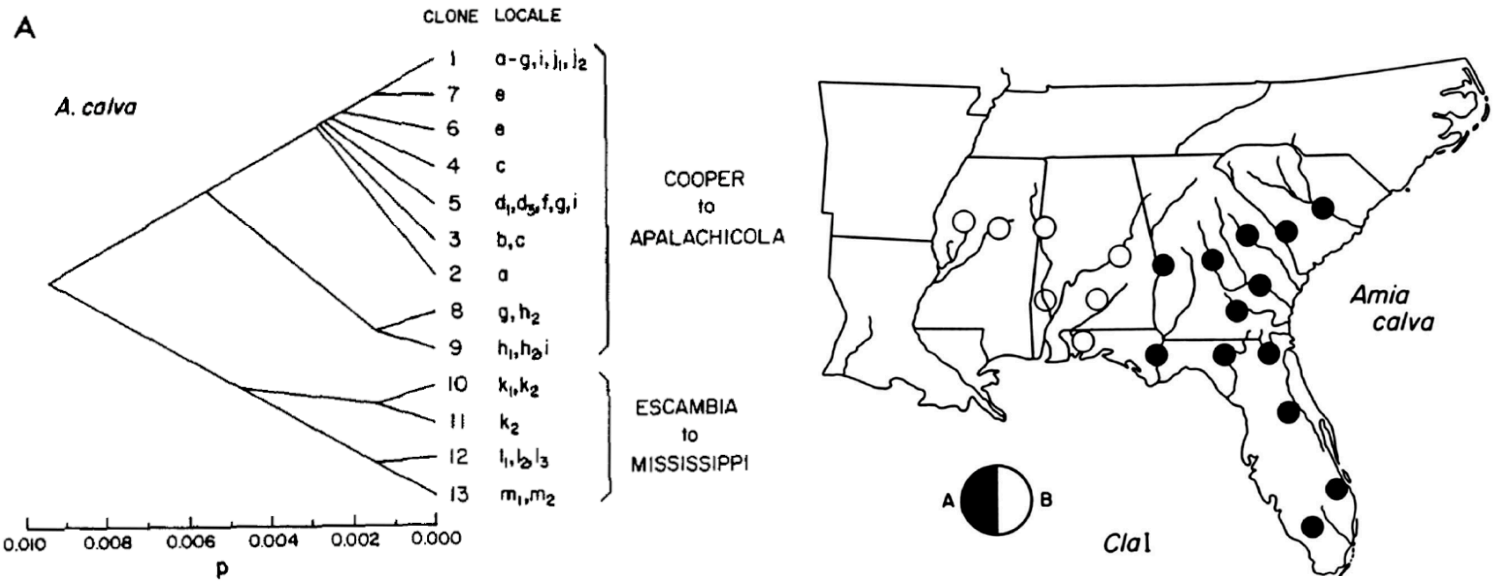 A
A. calva
CLONE LOCALE
1 a-g,i,j₁,j₂
7 e
6 e
4 c
5 d₁,d₃,f,g,i
3 b,c
2 a
8 g,h₂
9 h₁,h₂,i
10 k₁,k₂
11 k₂
12 l₁,l₂,l₃
13 m₁,m₂
COOPER
to
APALACHICOLA
ESCAMBIA
to
MISSISSIPPI
0.010 0.008 0.006 0.004 0.002 0.000
p
Amia
calva
A B
ClaI